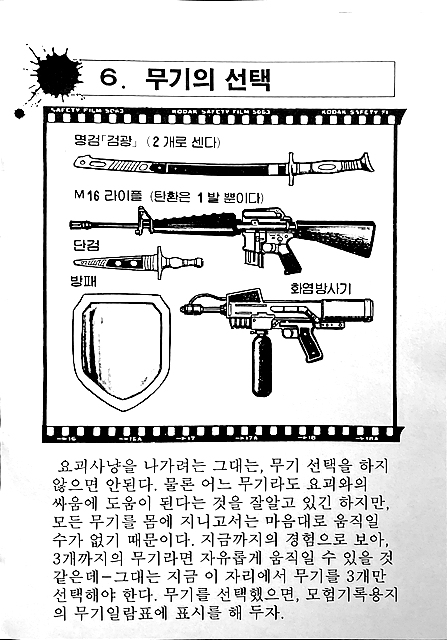 6. 무기의 선택
SAFETY FILM 5063 KODAK SAFETY FILM 5063 KODAK SAFETY FI
명검「검광」 (2개로 센다)
M16 라이플 (탄환은 1발 뿐이다)
단검
방패
화염방사기
→16 →16A →17 →17A →18 →18A
요괴사냥을 나가려는 그대는, 무기 선택을 하지
않으면 안된다. 물론 어느 무기라도 요괴와의
싸움에 도움이 된다는 것을 잘알고 있긴 하지만,
모든 무기를 몸에 지니고서는 마음대로 움직일
수가 없기 때문이다. 지금까지의 경험으로 보아,
3개까지의 무기라면 자유롭게 움직일 수 있을 것
같은데–그대는 지금 이 자리에서 무기를 3개만
선택해야 한다. 무기를 선택했으면, 모험기록용지
의 무기일람표에 표시를 해 두자.